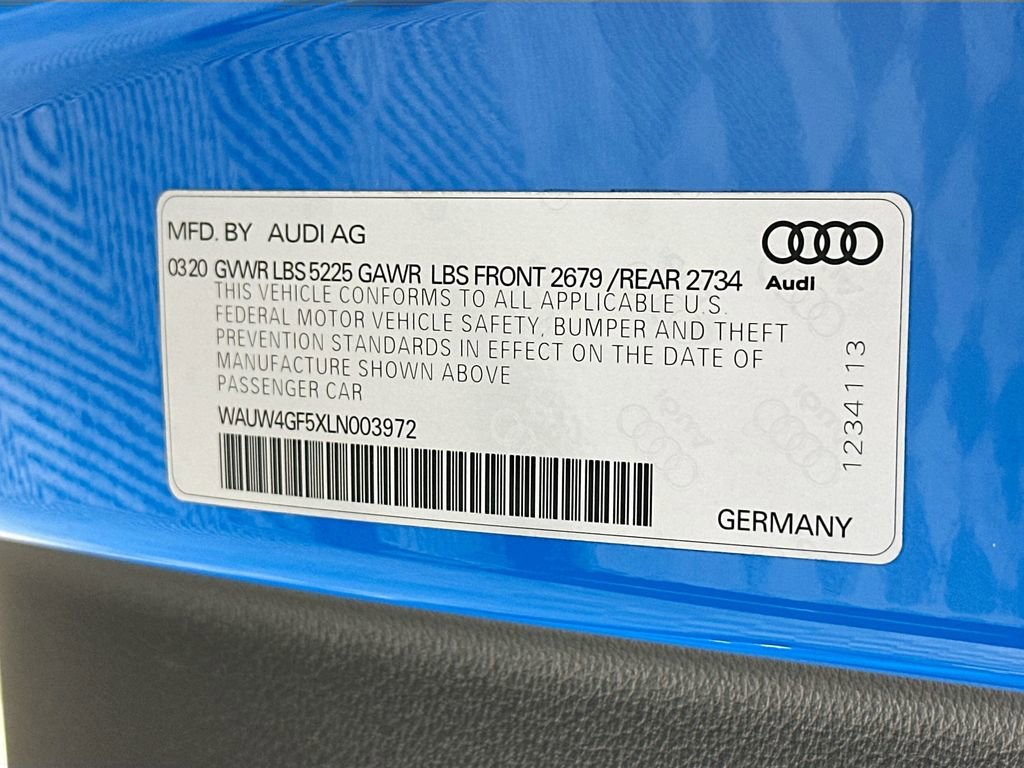 MFD. BY AUDI AG
0320 GVWR LBS 5225 GAWR LBS FRONT 2679 /REAR 2734
Audi
THIS VEHICLE CONFORMS TO ALL APPLICABLE U.S.
FEDERAL MOTOR VEHICLE SAFETY, BUMPER AND THEFT
PREVENTION STANDARDS IN EFFECT ON THE DATE OF
MANUFACTURE SHOWN ABOVE
PASSENGER CAR
WAUW4GF5XLN003972
1234113
GERMANY